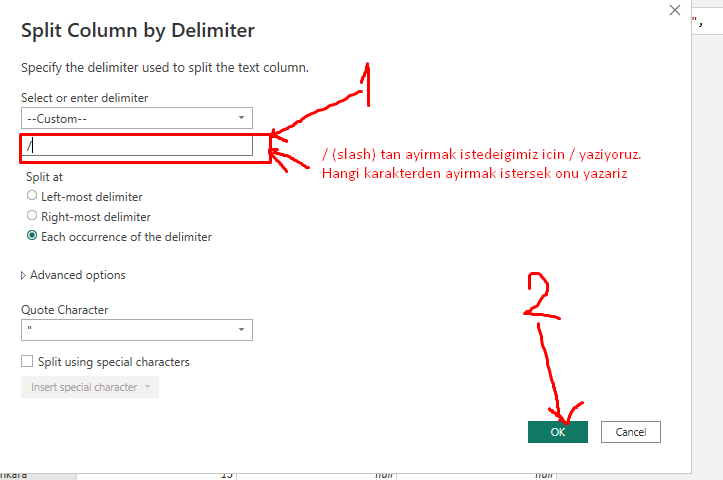 Split Column by Delimiter
",
Specify the delimiter used to split the text column.
1
Select or enter delimiter
--Custom--
/
/ (slash) tan ayirmak istedeigimiz icin / yaziyoruz.
Hangi karakterden ayirmak istersek onu yazariz
Split at
Left-most delimiter
Right-most delimiter
Each occurrence of the delimiter
Advanced options
2
Quote Character
"
Split using special characters
Insert special character
OK
Cancel
null
null